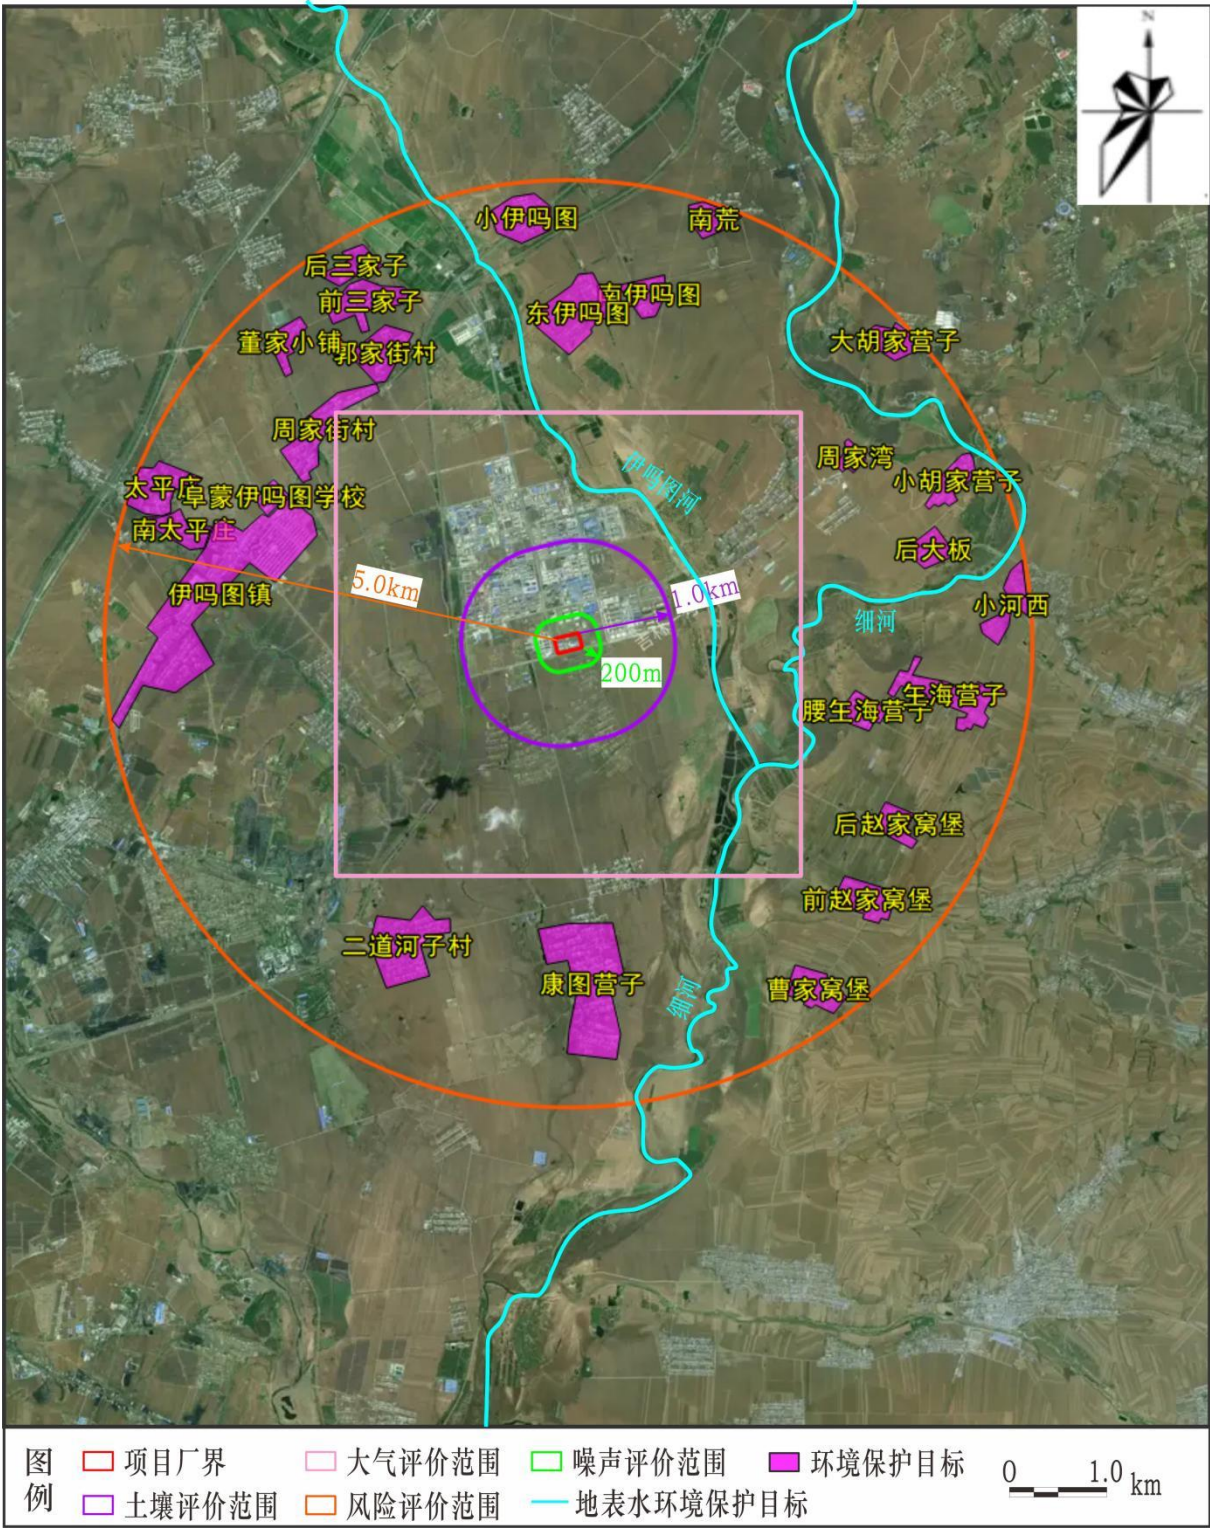 N
小伊吗图
南荒
后三家子
前三家子
南伊吗图
东伊吗图
董家小铺
郭家街村
大胡家营子
周家街村
周家湾
伊吗图河
小胡家营子
太平庄
阜蒙伊吗图学校
南太平庄
后大板
5.0km
1.0km
伊吗图镇
小河西
细河
200m
腰玍海营子
玍海营子
后赵家窝堡
前赵家窝堡
二道河子村
康图营子
曹家窝堡
细河
图例
项目厂界
大气评价范围
噪声评价范围
环境保护目标
土壤评价范围
风险评价范围
地表水环境保护目标
0 1.0 km